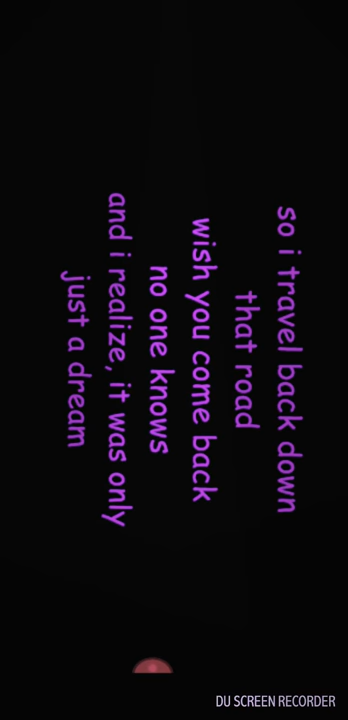 so i travel back down
that road
wish you come back
no one knows
and i realize, it was only
just a dream
DU SCREEN RECORDER